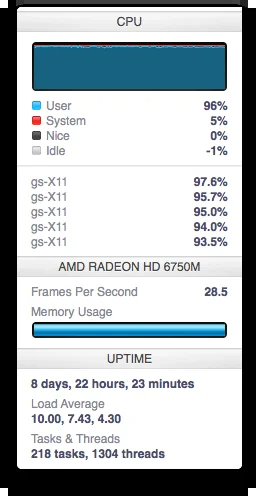 CPU
User 96%
System 5%
Nice 0%
Idle -1%
gs-X11 97.6%
gs-X11 95.7%
gs-X11 95.0%
gs-X11 94.0%
gs-X11 93.5%
AMD RADEON HD 6750M
Frames Per Second 28.5
Memory Usage
UPTIME
8 days, 22 hours, 23 minutes
Load Average
10.00, 7.43, 4.30
Tasks & Threads
218 tasks, 1304 threads